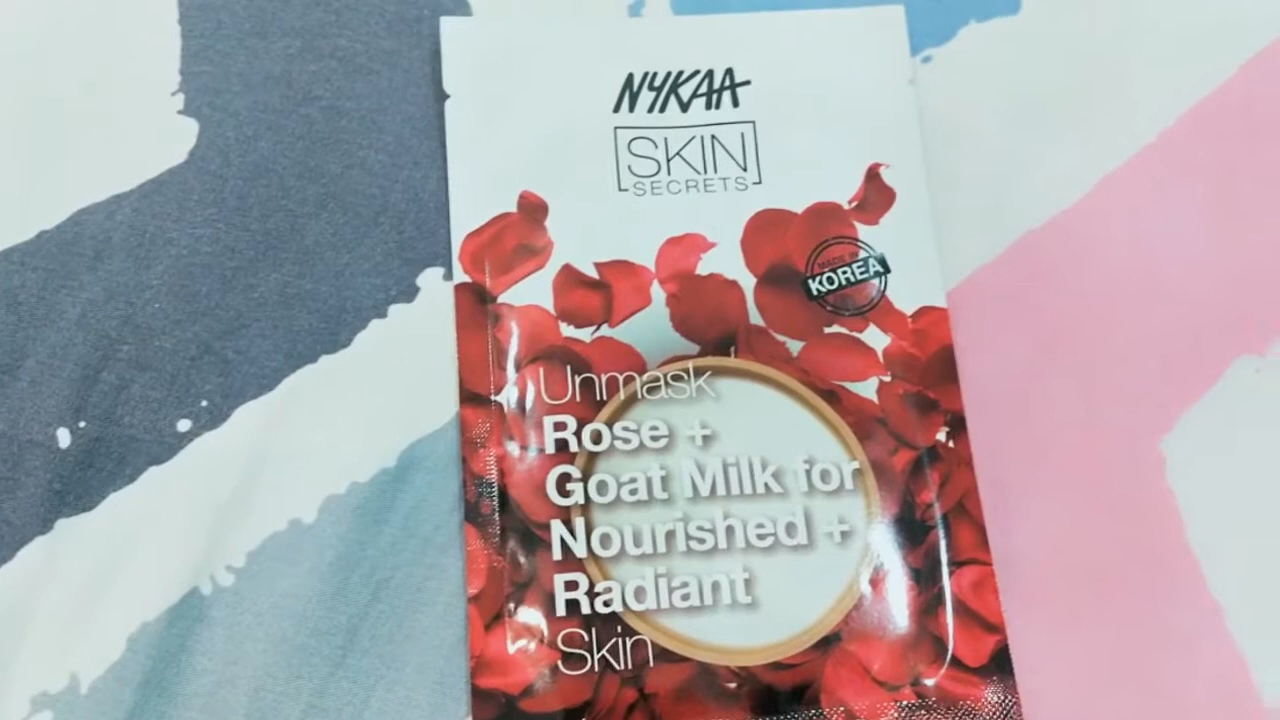 NYKAA
SKIN
SECRETS
MADE IN
KOREA
Unmask
Rose +
Goat Milk for
Nourished +
Radiant
Skin